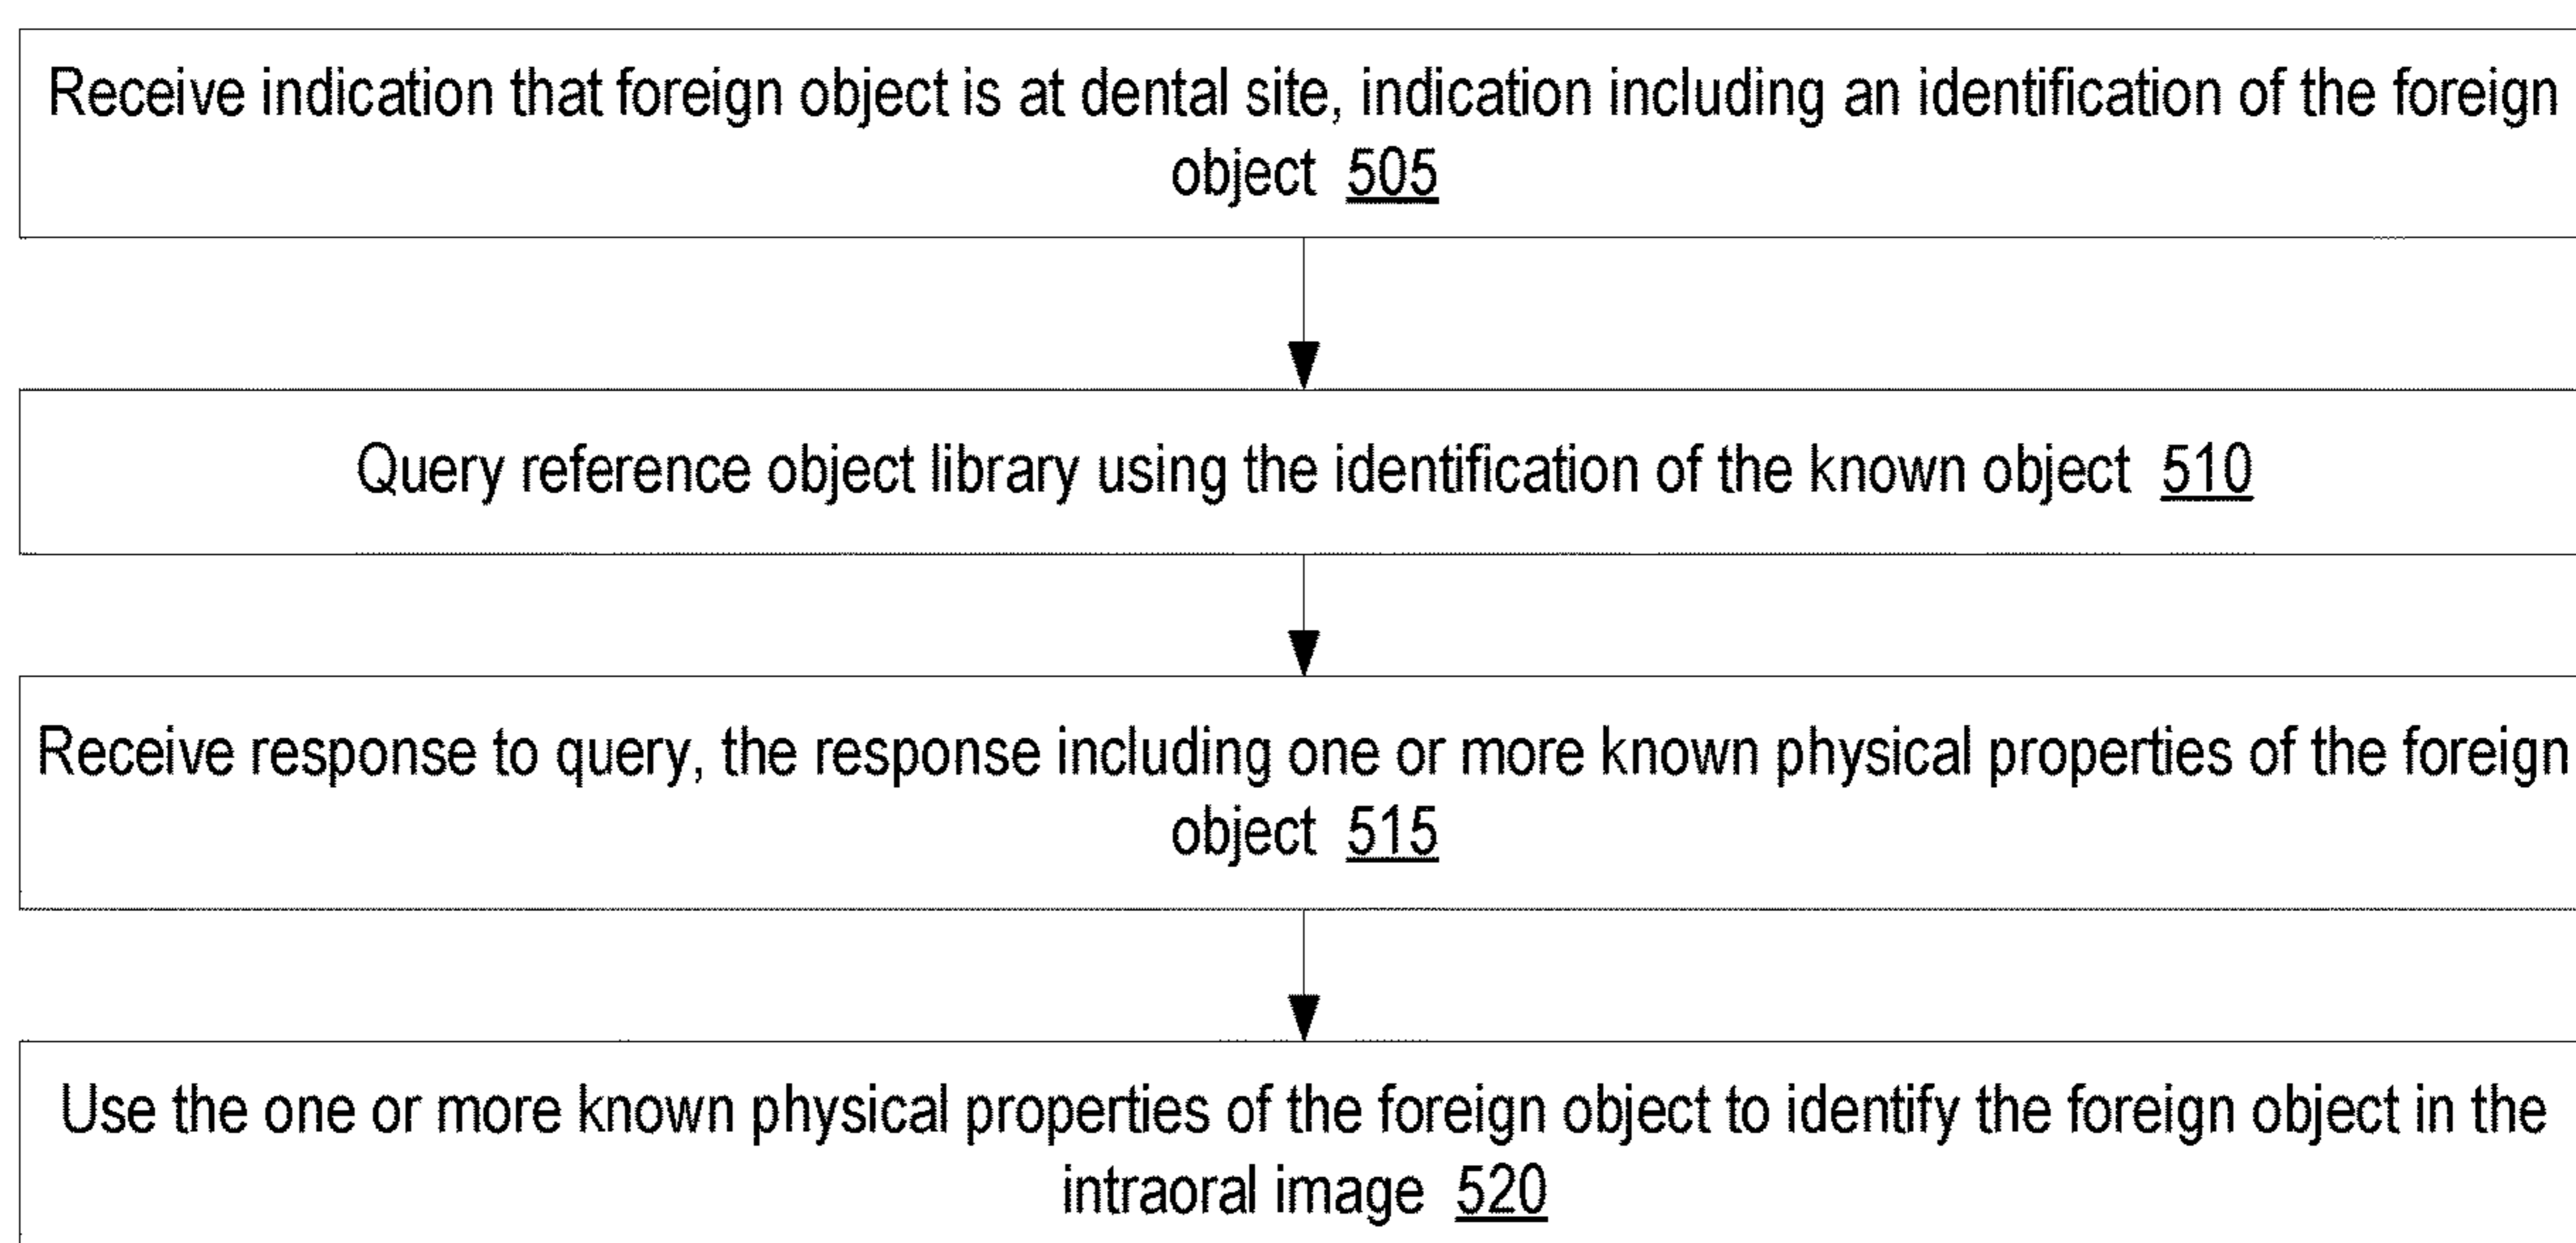 Receive indication that foreign object is at dental site, indication including an identification of the foreign
object 505
Query reference object library using the identification of the known object 510
Receive response to query, the response including one or more known physical properties of the foreign
object 515
Use the one or more known physical properties of the foreign object to identify the foreign object in the
intraoral image 520